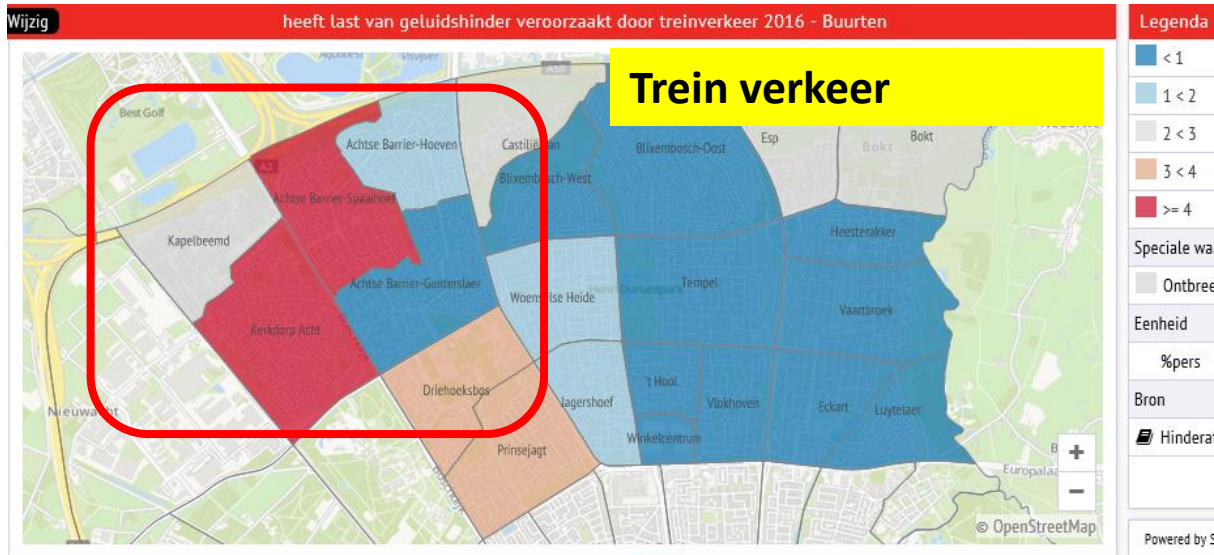 Wijzig
heeft last van geluidshinder veroorzaakt door treinverkeer 2016 - Buurten
Legenda
Trein verkeer
< 1
1 < 2
2 < 3
3 < 4
>= 4
Speciale wa
Ontbree
Eenheid
%pers
Bron
Hinderat
Powered by S
Best Golf
A2
Achtse Barrier-Hoeven
Castiliëlaan
Blixembosch-Oost
Esp
Bokt
Bokt
Blixembosch-West
Achtse Barrier-Spaaihoef
Kapelbeemd
Heesterakker
Achtse Barrier-Gunterslaer
Woenselse Heide
Tempel
Vaartbroek
Kerkdorp Acht
Driehoeksbos
Jagershoef
't Hool
Vlokhoven
Eckart
Luytelaer
Nieuwacht
Prinsejagt
Winkelcentrum
Europalaa
+
−
© OpenStreetMap